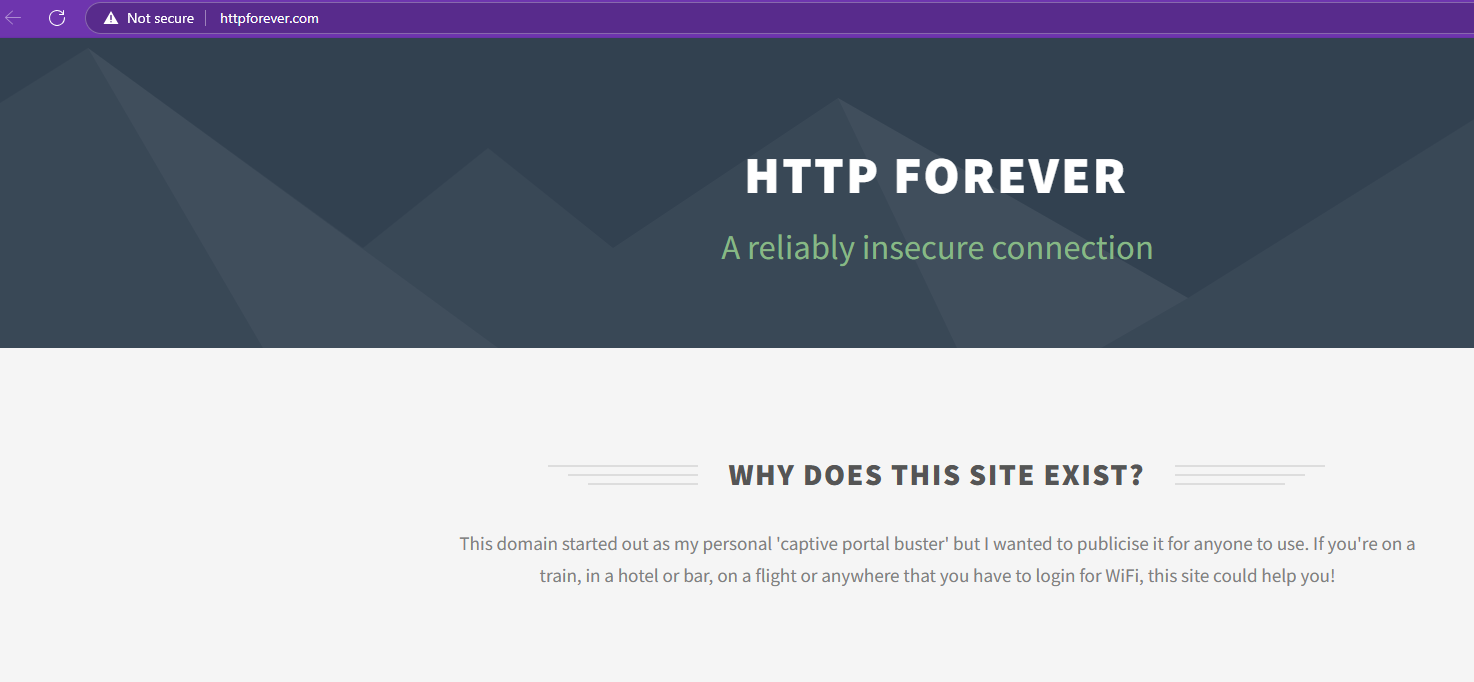 Not secure httpforever.com
HTTP FOREVER
A reliably insecure connection
WHY DOES THIS SITE EXIST?
This domain started out as my personal 'captive portal buster' but I wanted to publicise it for anyone to use. If you're on a
train, in a hotel or bar, on a flight or anywhere that you have to login for WiFi, this site could help you!